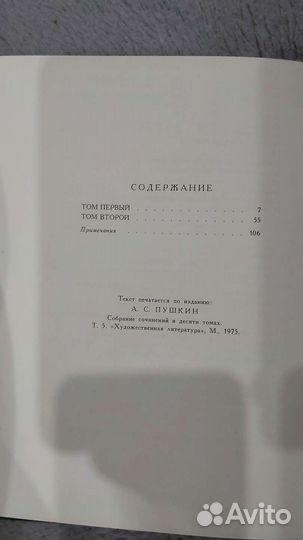 СОДЕРЖАНИЕ
ТОМ ПЕРВЫЙ . . . . . . . . . . . . 7
ТОМ ВТОРОЙ . . . . . . . . . . . . 55
Примечания . . . . . . . . . . . . 106
Текст печатается по изданию:
А. С. ПУШКИН
Собрание сочинений в десяти томах.
Т. 5. «Художественная литература», М., 1975.
Avito